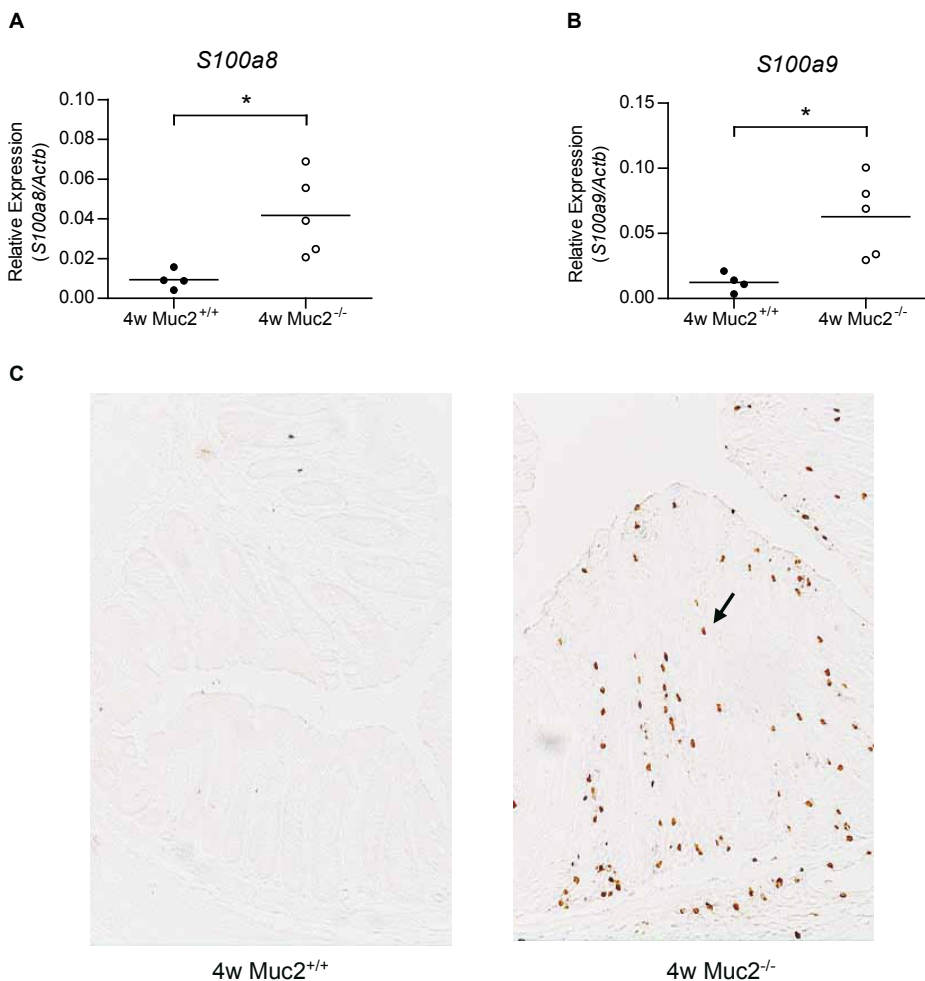 A
S100a8
*
Relative Expression
(S100a8/Actb)
0.10
0.08
0.06
0.04
0.02
0.00
4w Muc2+/+
4w Muc2-/-
B
S100a9
*
Relative Expression
(S100a9/Actb)
0.15
0.10
0.05
0.00
4w Muc2+/+
4w Muc2-/-
C
4w Muc2+/+
4w Muc2-/-